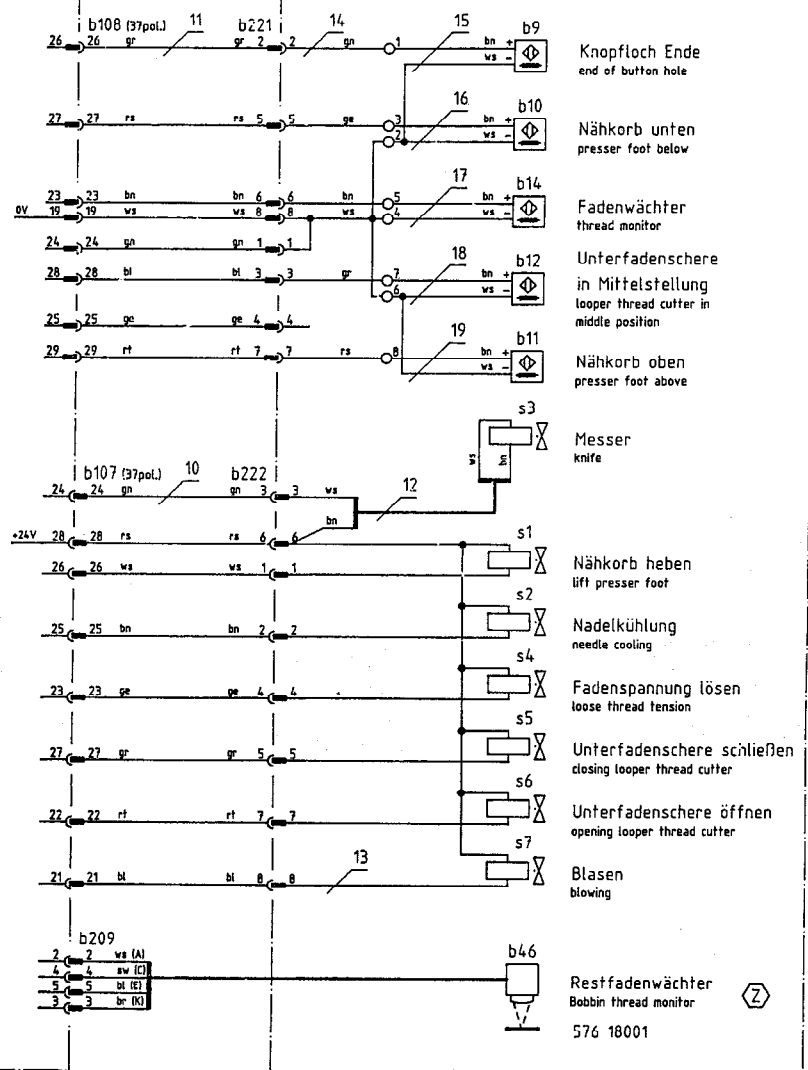 b108 (37pol.) 11 b221 14 15 b9
26 26 gr gr 2 2 gn 1 bn + Knopfloch Ende
ws - end of button hole
16 b10
27 27 rs rs 5 5 ge 3 bn + Nähkorb unten
2 ws - presser foot below
17 b14
23 23 bn bn 6 6 bn 5 bn + Fadenwächter
0V 19 19 ws ws 8 8 ws 4 ws - thread monitor
24 24 gn gn 1 1
18 b12 Unterfadenschere
28 28 bl bl 3 3 gr 7 bn + in Mittelstellung
6 ws - looper thread cutter in
middle position
25 25 ge ge 4 4
19 b11
29 29 rt rt 7 7 rs 8 bn + Nähkorb oben
ws - presser foot above
s3
Messer
knife
ws bn
b107 (37pol.) 10 b222 12
24 24 gn gn 3 3 ws
bn
+24V 28 28 rs rs 6 6 s1
Nähkorb heben
26 26 ws ws 1 1 lift presser foot
s2
Nadelkühlung
25 25 bn bn 2 2 needle cooling
s4
Fadenspannung lösen
23 23 ge ge 4 4 loose thread tension
s5
Unterfadenschere schließen
27 27 gr gr 5 5 closing looper thread cutter
s6
Unterfadenschere öffnen
22 22 rt rt 7 7 opening looper thread cutter
s7
13 Blasen
21 21 bl bl 8 8 blowing
b209 b46
2 2 ws (A)
4 4 sw (C)
5 5 bl (E) Restfadenwächter
3 3 br (K) Bobbin thread monitor Z
576 18001